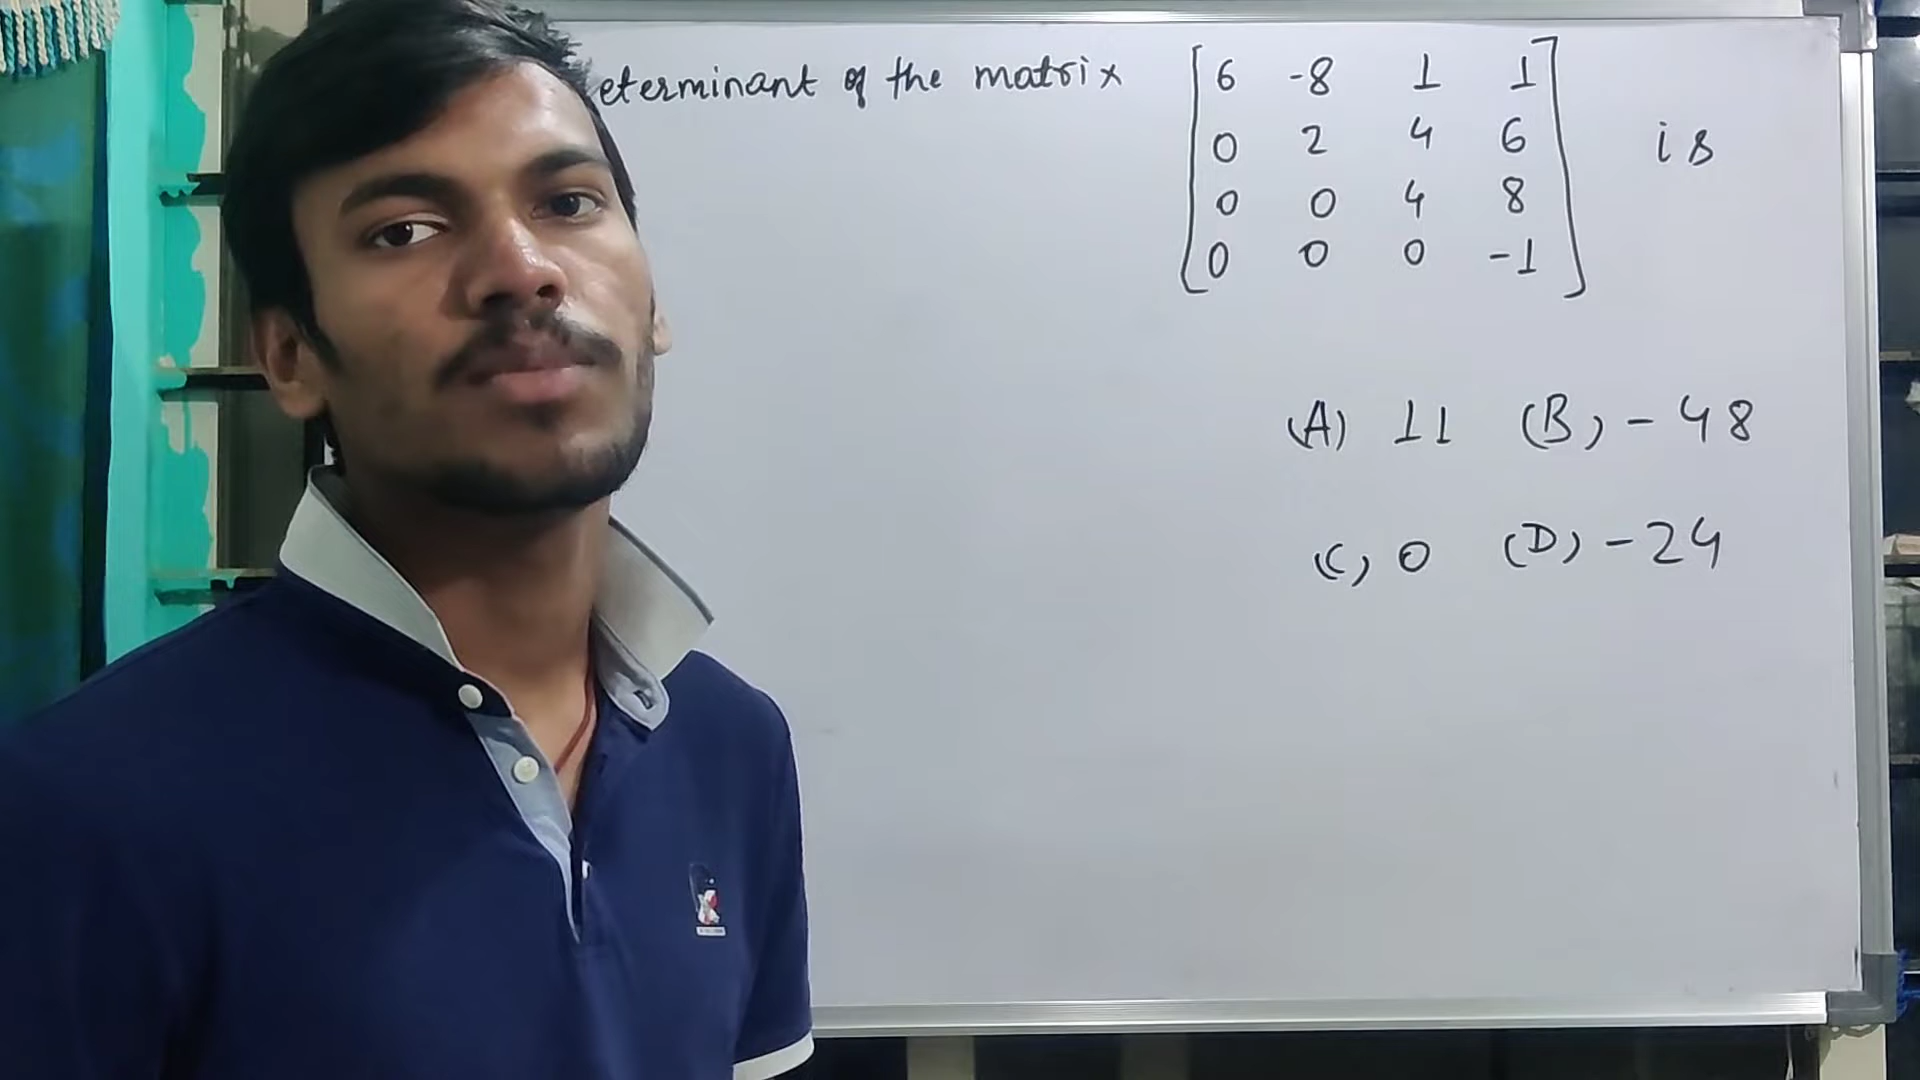 eterminant of the matrix
6 -8 1 1
0 2 4 6 is
0 0 4 8
0 0 0 -1
(A) 11 (B) -48
(C) 0 (D) -24